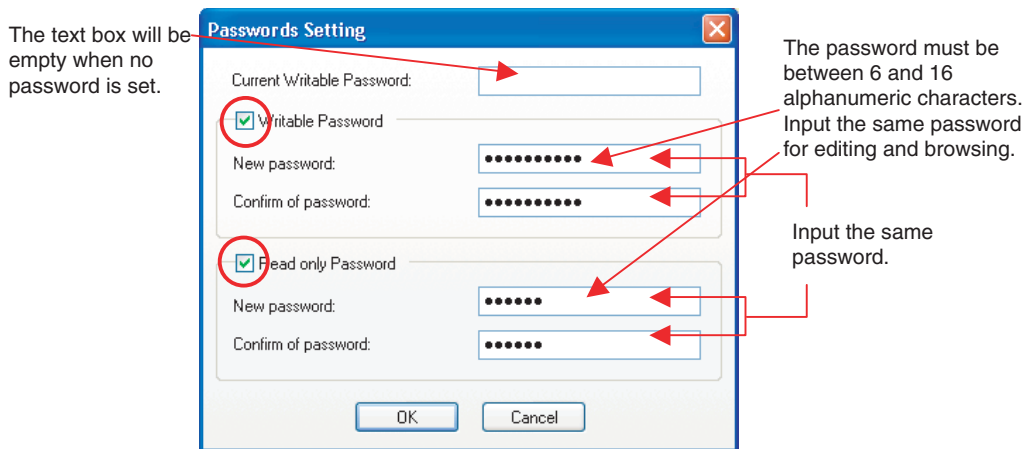 The text box will be
empty when no
password is set.
Passwords Setting
Current Writable Password:
Writable Password
New password:
Confirm of password:
Read only Password
New password:
Confirm of password:
OK
Cancel
The password must be
between 6 and 16
alphanumeric characters.
Input the same password
for editing and browsing.
Input the same
password.